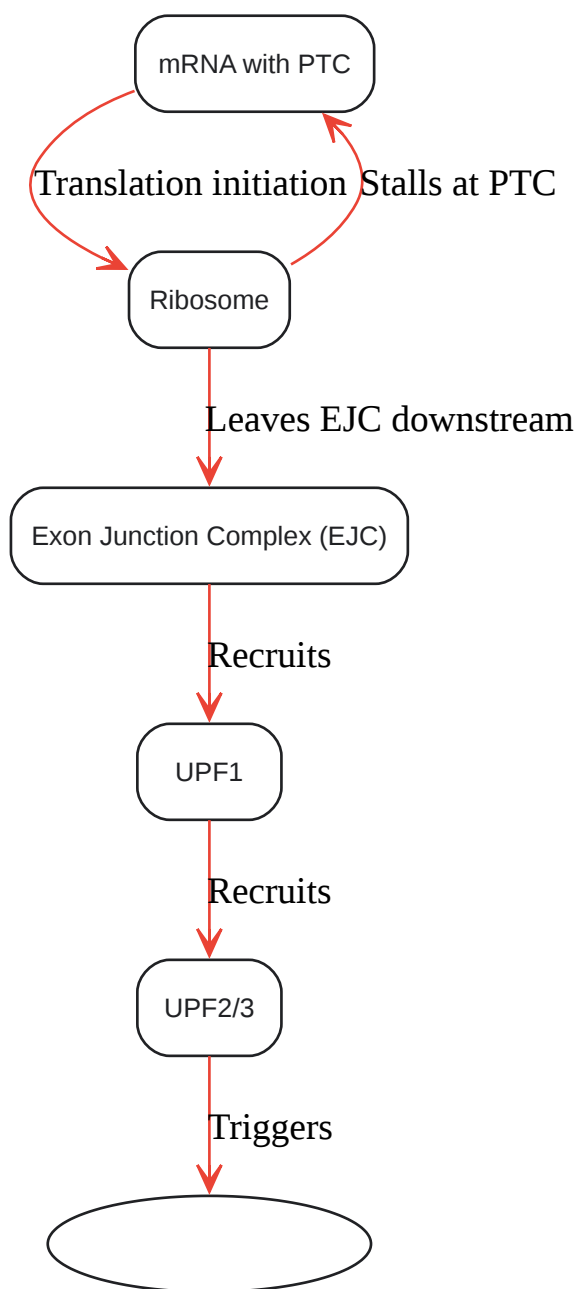 mRNA with PTC
Translation initiation
Stalls at PTC
Ribosome
Leaves EJC downstream
Exon Junction Complex (EJC)
Recruits
UPF1
Recruits
UPF2/3
Triggers